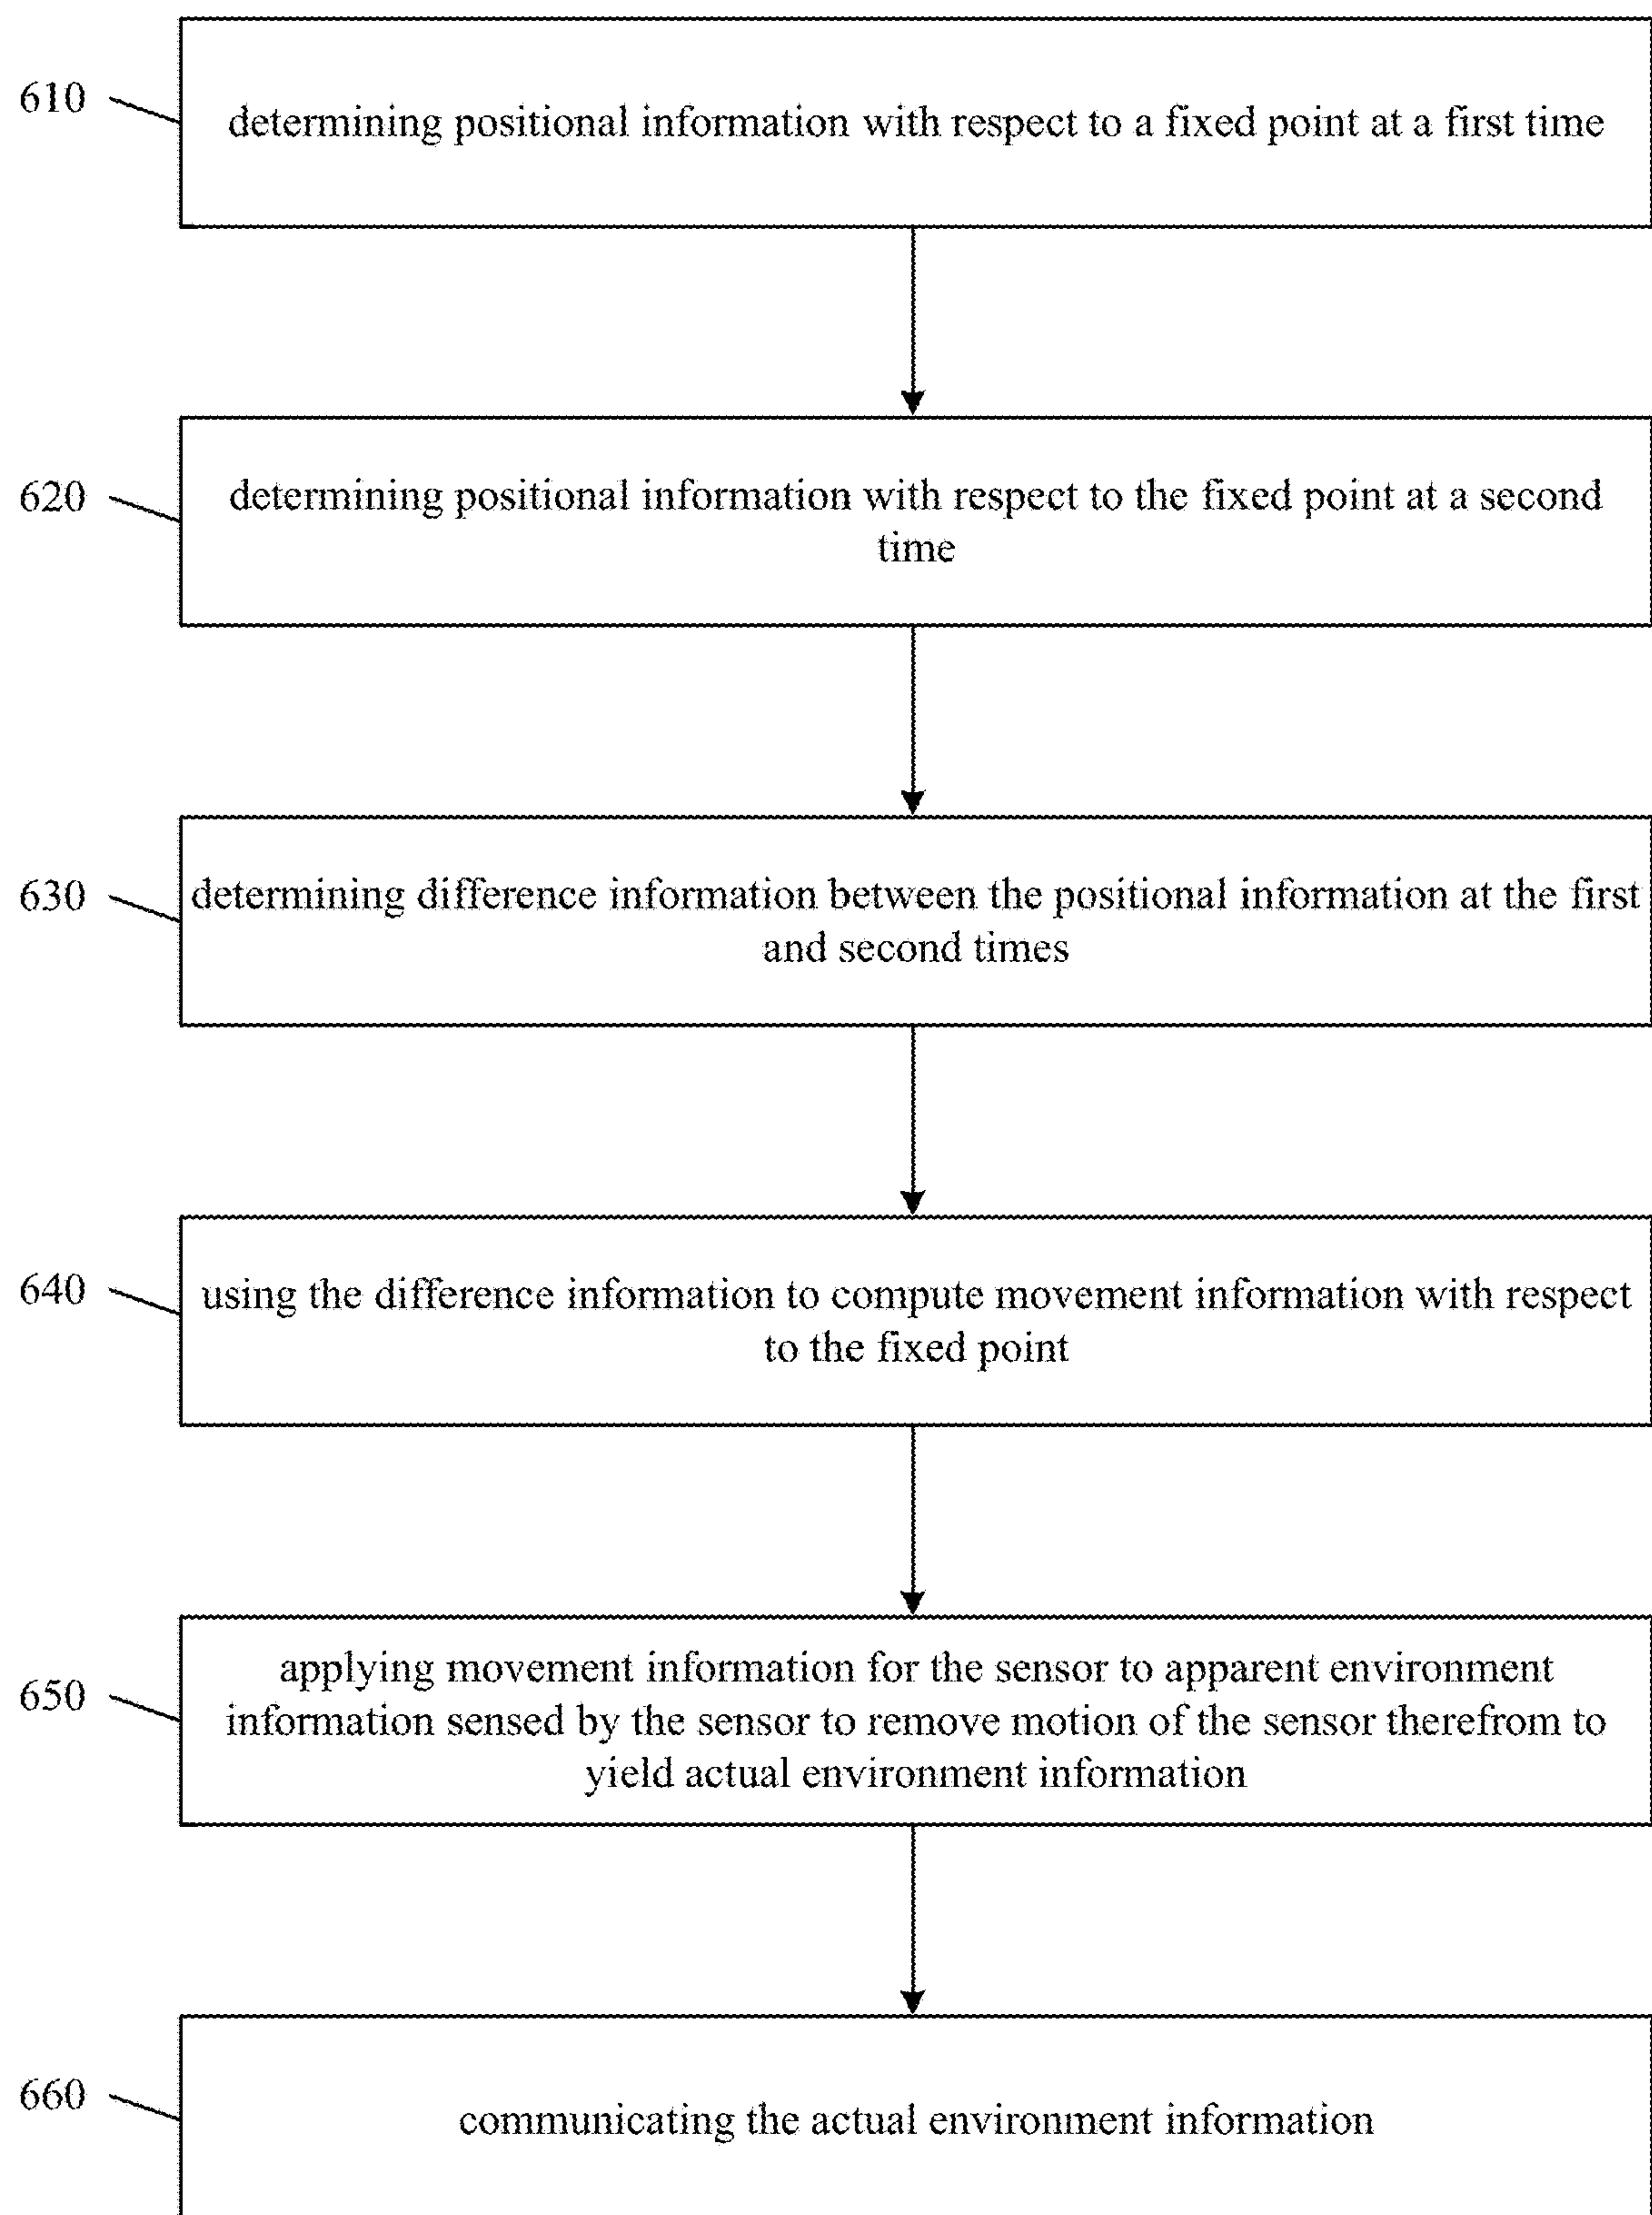 610
determining positional information with respect to a fixed point at a first time
620
determining positional information with respect to the fixed point at a second
time
630
determining difference information between the positional information at the first
and second times
640
using the difference information to compute movement information with respect
to the fixed point
650
applying movement information for the sensor to apparent environment
information sensed by the sensor to remove motion of the sensor therefrom to
yield actual environment information
660
communicating the actual environment information